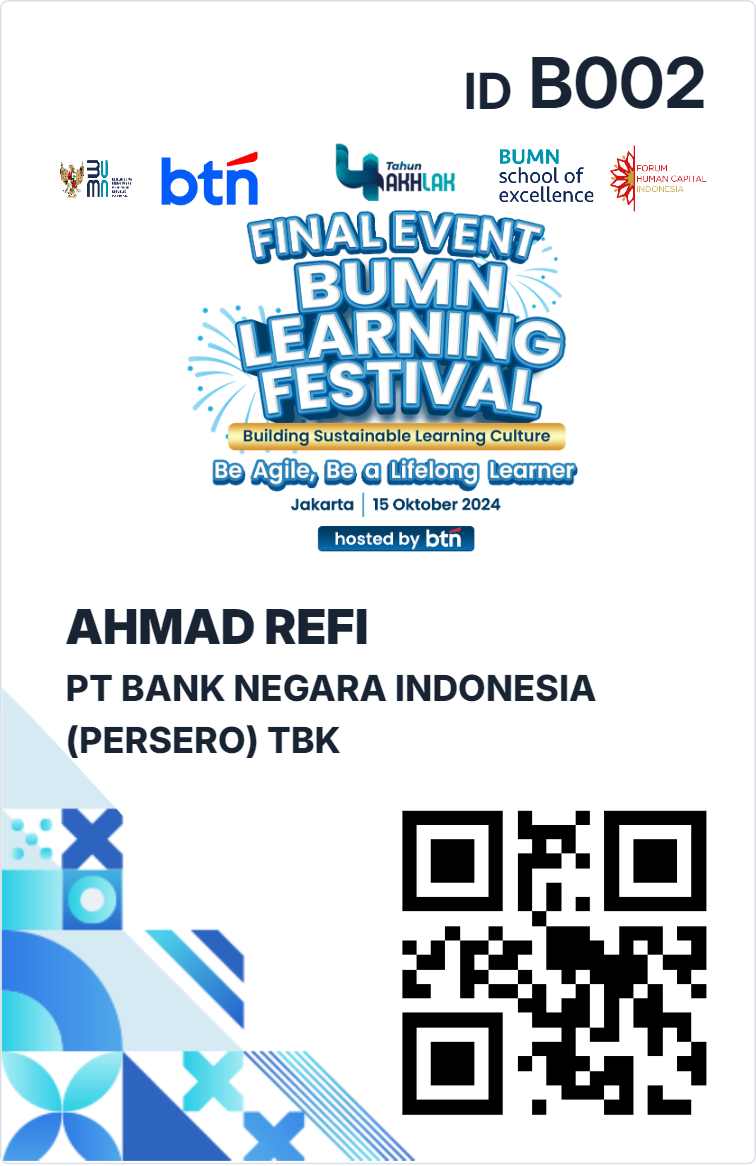 ID B002
BUMN
btn
4 Tahun
AKHLAK
BUMN
school of
excellence
FORUM
HUMAN CAPITAL
INDONESIA
FINAL EVENT
BUMN
LEARNING
FESTIVAL
Building Sustainable Learning Culture
Be Agile, Be a Lifelong Learner
Jakarta | 15 Oktober 2024
hosted by btn
AHMAD REFI
PT BANK NEGARA INDONESIA
(PERSERO) TBK